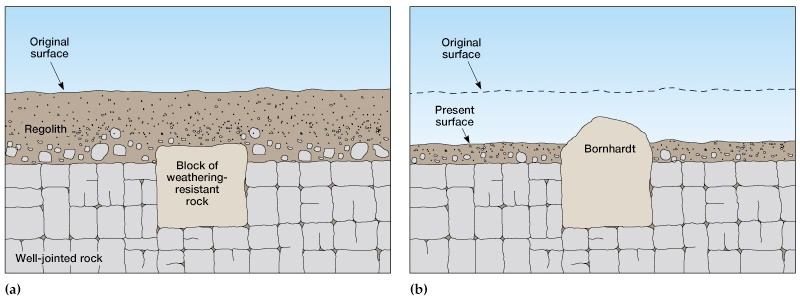 Original
surface
Regolith
Block of
weathering-
resistant
rock
Well-jointed rock
(a)
Original
surface
Present
surface
Bornhardt
(b)